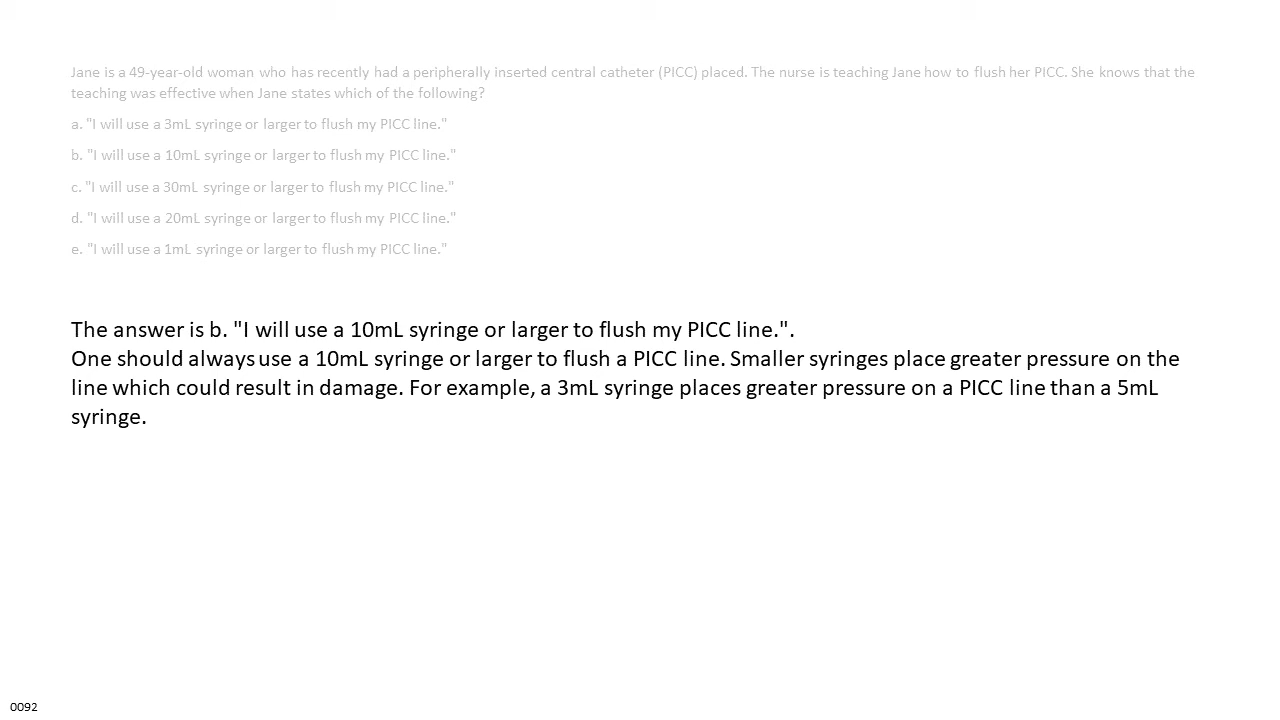 Jane is a 49-year-old woman who has recently had a peripherally inserted central catheter (PICC) placed. The nurse is teaching Jane how to flush her PICC. She knows that the
teaching was effective when Jane states which of the following?
a. "I will use a 3mL syringe or larger to flush my PICC line."
b. "I will use a 10mL syringe or larger to flush my PICC line."
c. "I will use a 30mL syringe or larger to flush my PICC line."
d. "I will use a 20mL syringe or larger to flush my PICC line."
e. "I will use a 1mL syringe or larger to flush my PICC line."
The answer is b. "I will use a 10mL syringe or larger to flush my PICC line.".
One should always use a 10mL syringe or larger to flush a PICC line. Smaller syringes place greater pressure on the
line which could result in damage. For example, a 3mL syringe places greater pressure on a PICC line than a 5mL
syringe.
0092